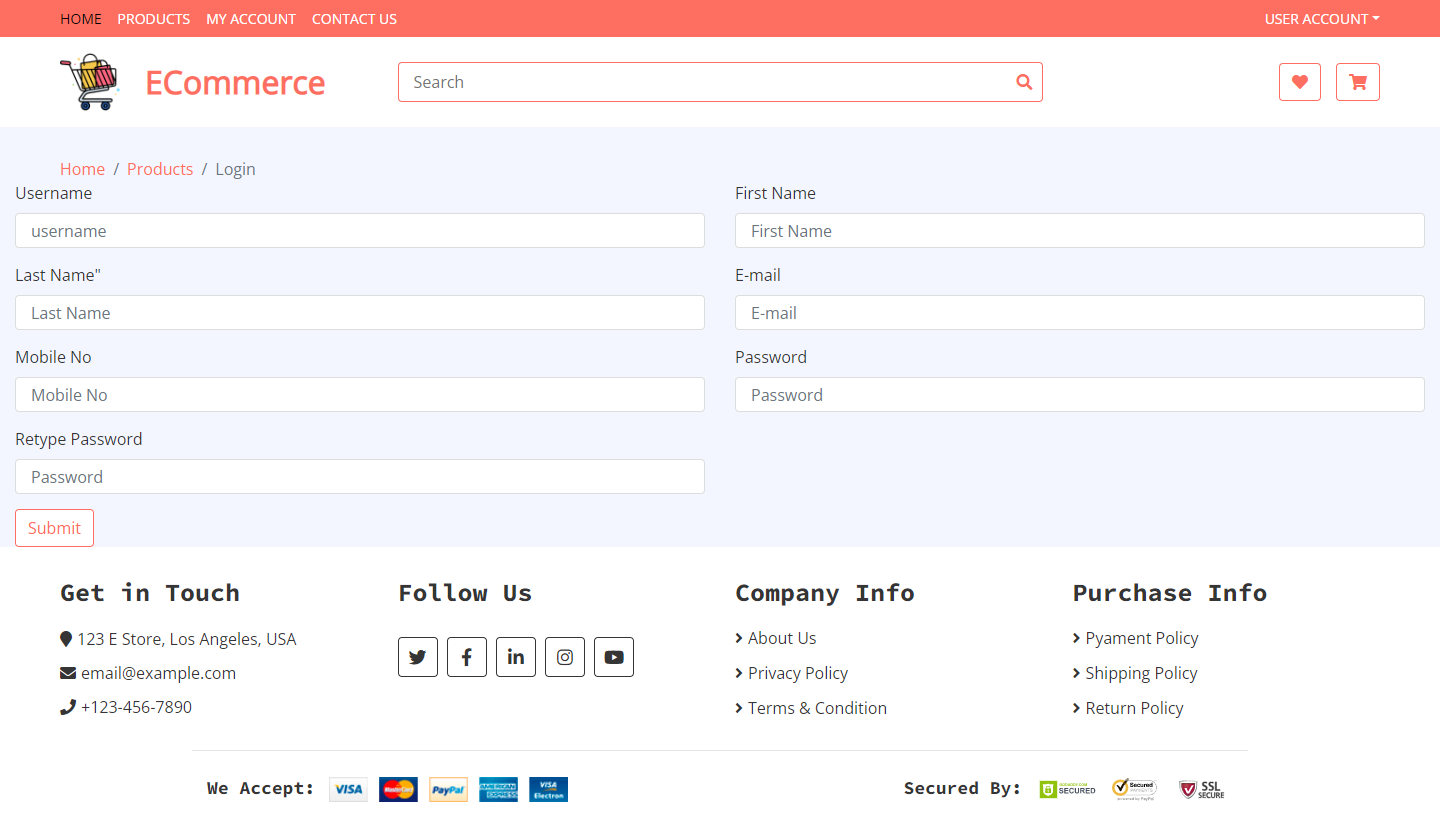 HOME PRODUCTS MY ACCOUNT CONTACT US USER ACCOUNT
ECommerce
Search
Home / Products / Login
Username First Name
username First Name
Last Name" E-mail
Last Name E-mail
Mobile No Password
Mobile No Password
Retype Password
Password
Submit
Get in Touch Follow Us Company Info Purchase Info
123 E Store, Los Angeles, USA About Us Pyament Policy
email@example.com Privacy Policy Shipping Policy
+123-456-7890 Terms & Condition Return Policy
We Accept: VISA MasterCard PayPal AMERICAN EXPRESS VISA Electron Secured By: SECURED Secured SSL SECURE